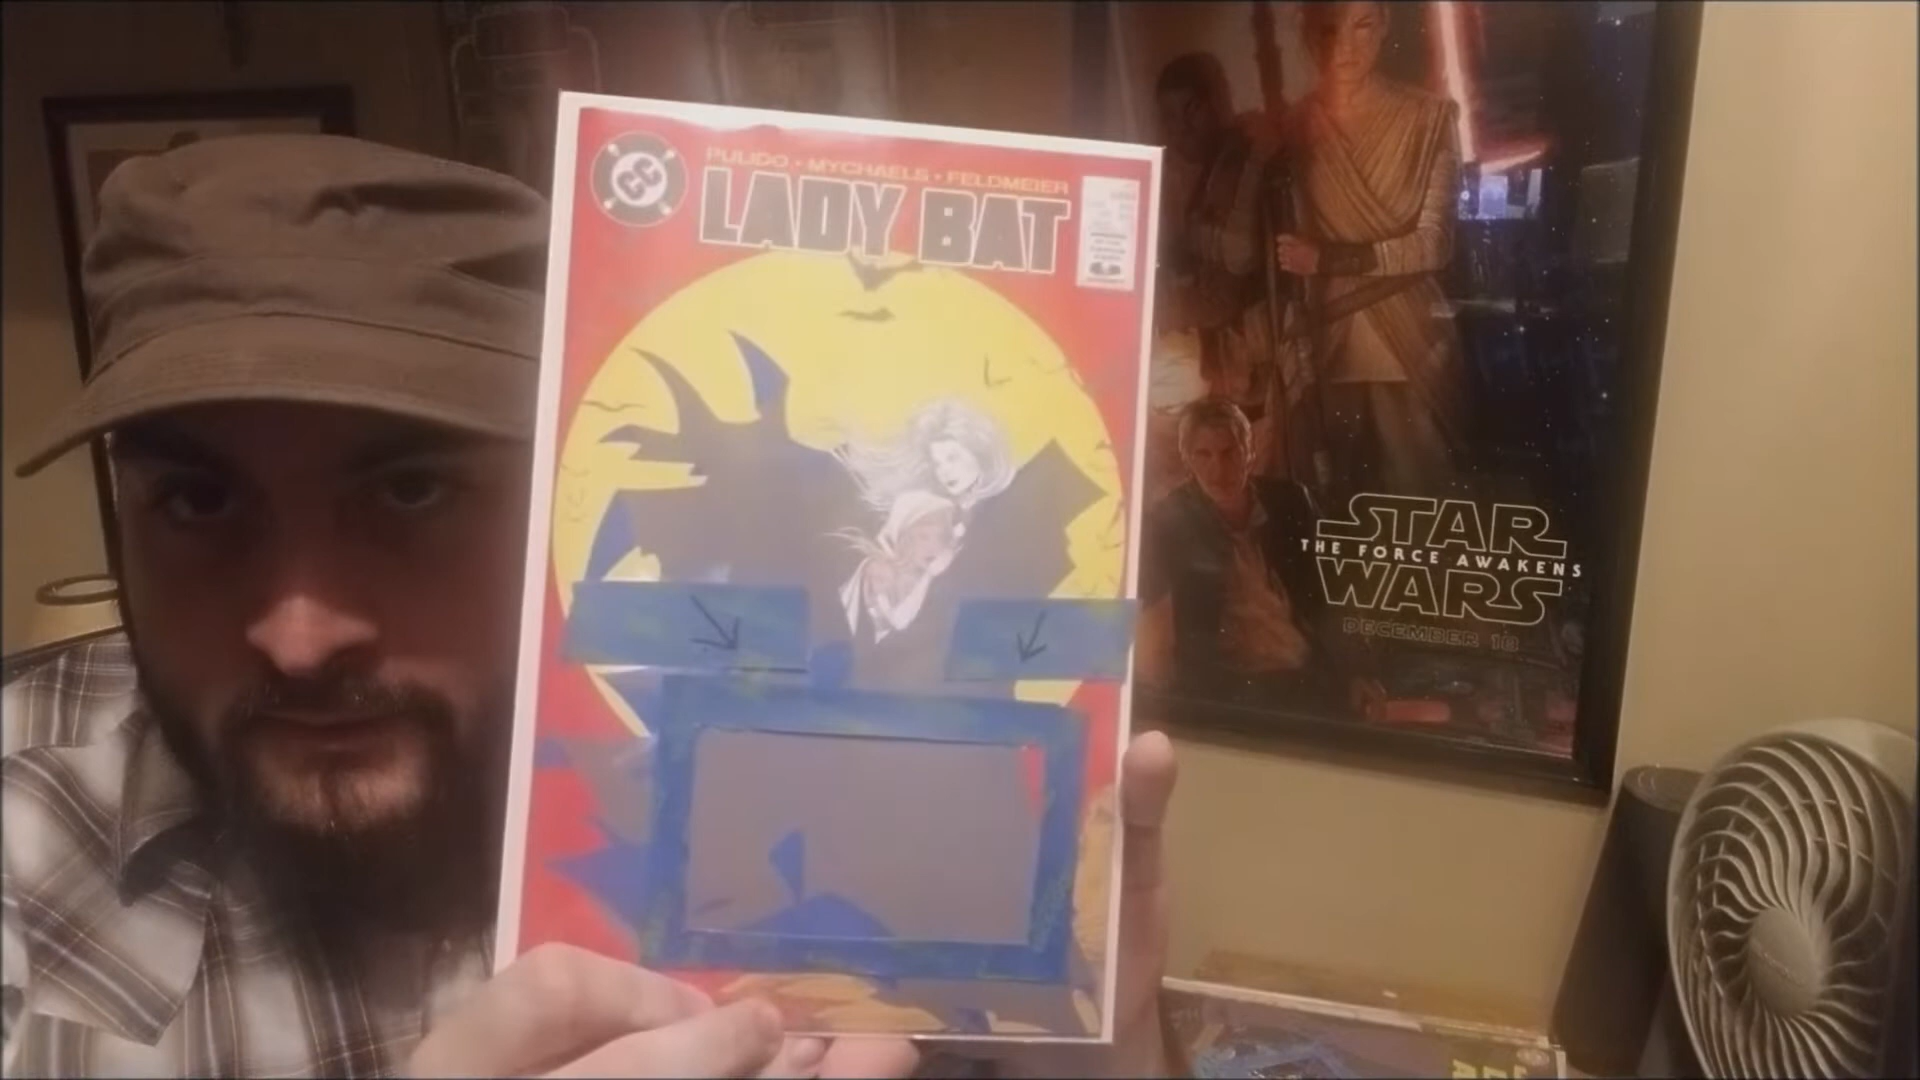 CC
PULIDO • MYCHAELS • FELDMEIER
LADY BAT
STAR
THE FORCE AWAKENS
WARS
DECEMBER 18